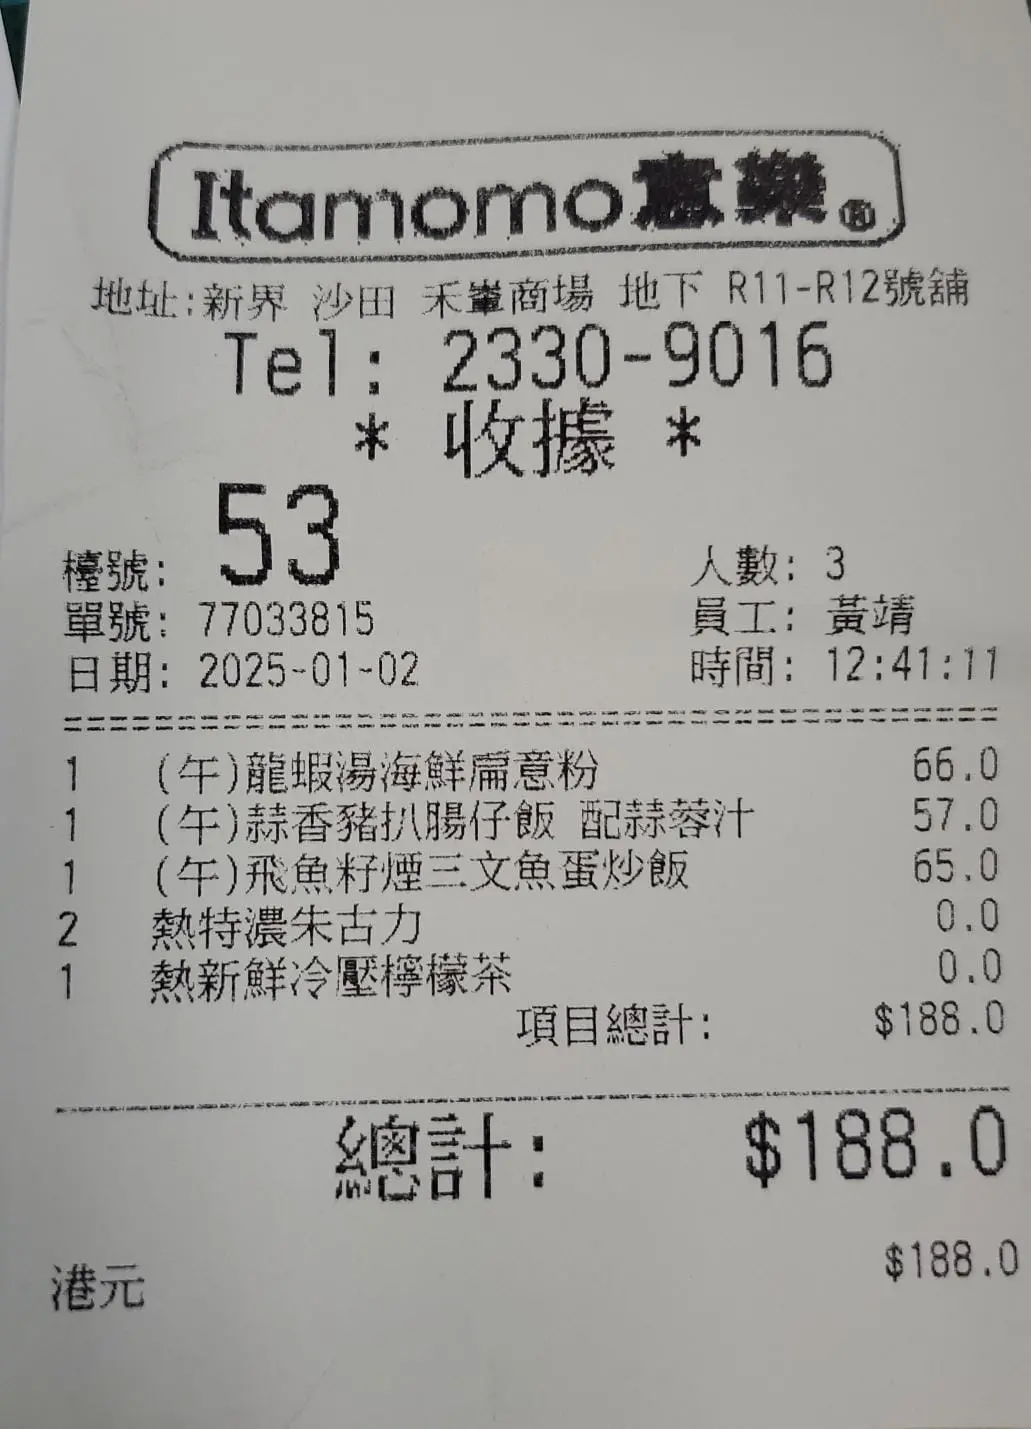 Itamomo意樂®
地址:新界 沙田 禾輋商場 地下 R11-R12號舖
Tel: 2330-9016
* 收據 *
檯號: 53 人數: 3
單號: 77033815 員工: 黃靖
日期: 2025-01-02 時間: 12:41:11
1 (午)龍蝦湯海鮮扁意粉 66.0
1 (午)蒜香豬扒腸仔飯 配蒜蓉汁 57.0
1 (午)飛魚籽煙三文魚蛋炒飯 65.0
2 熱特濃朱古力 0.0
1 熱新鮮冷壓檸檬茶 0.0
項目總計: $188.0
總計: $188.0
港元 $188.0